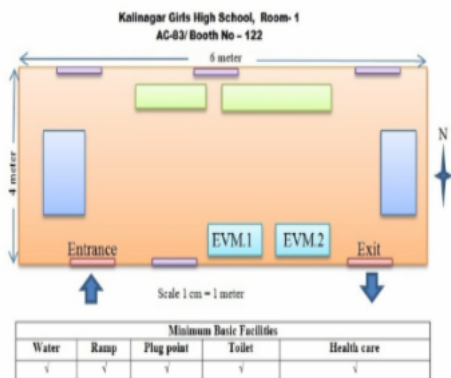 Kalinagar Girls High School, Room- 1
AC-83/ Booth No – 122
6 meter
4 meter
N
EVM.1 EVM.2
Entrance Exit
Scale 1 cm = 1 meter
Minimum Basic Facilities
Water Ramp Plug point Toilet Health care
√ √ √ √ √